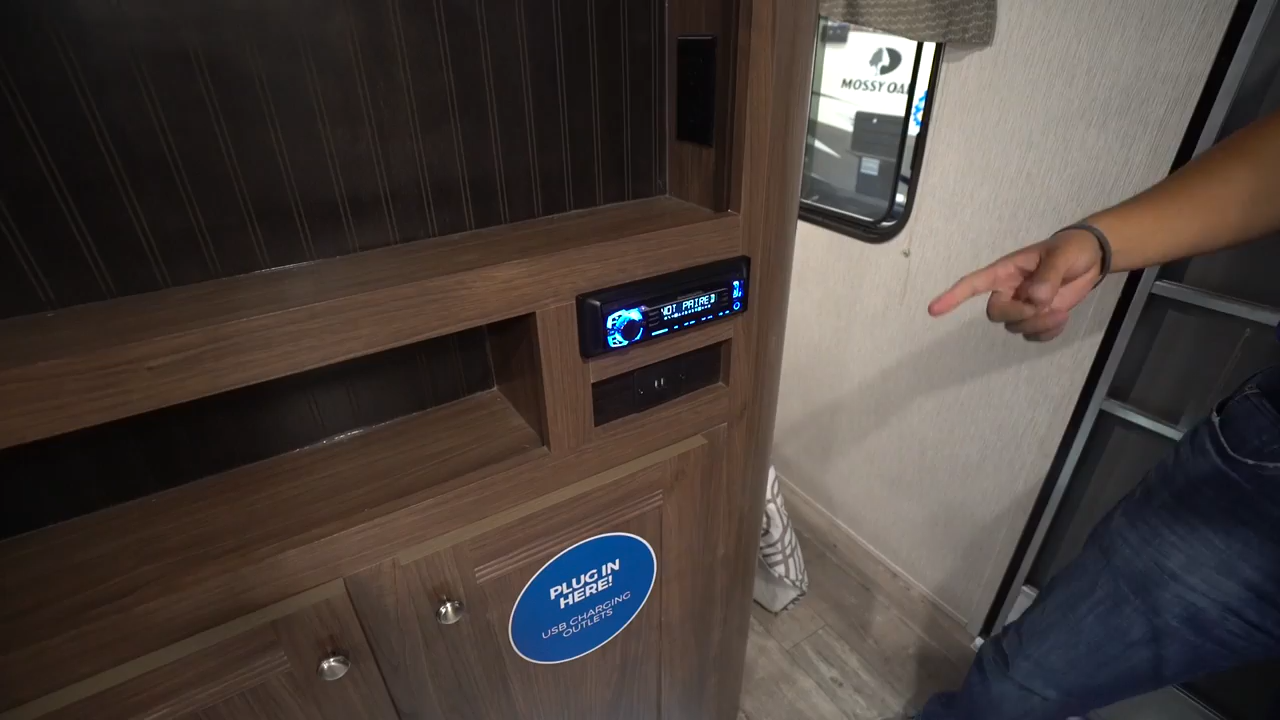 MOSSY OA
NOT PAIRED
PLUG IN
HERE!
USB CHARGING
OUTLETS